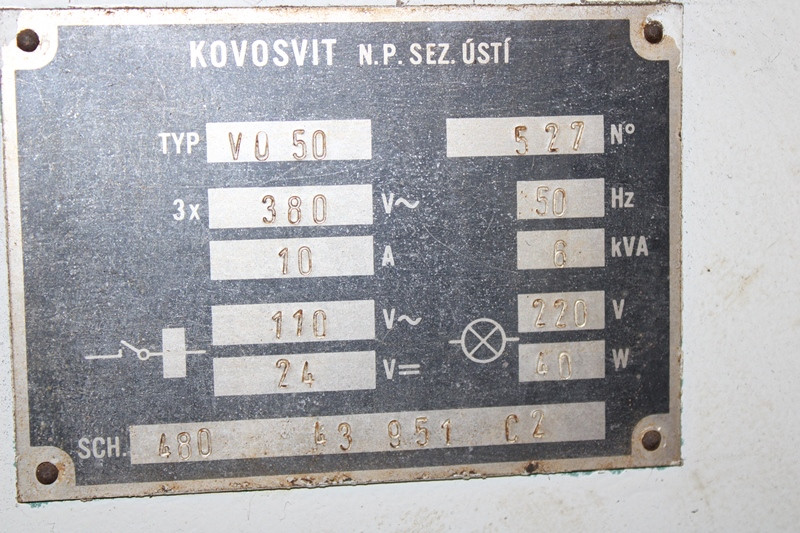 KOVOSVIT N.P. SEZ. ÚSTÍ
TYP VO 50 527 Nº
3x 380 V~ 50 Hz
10 A 6 kVA
110 V~ 220 V
24 V= 40 W
SCH. 480 43 951 C2